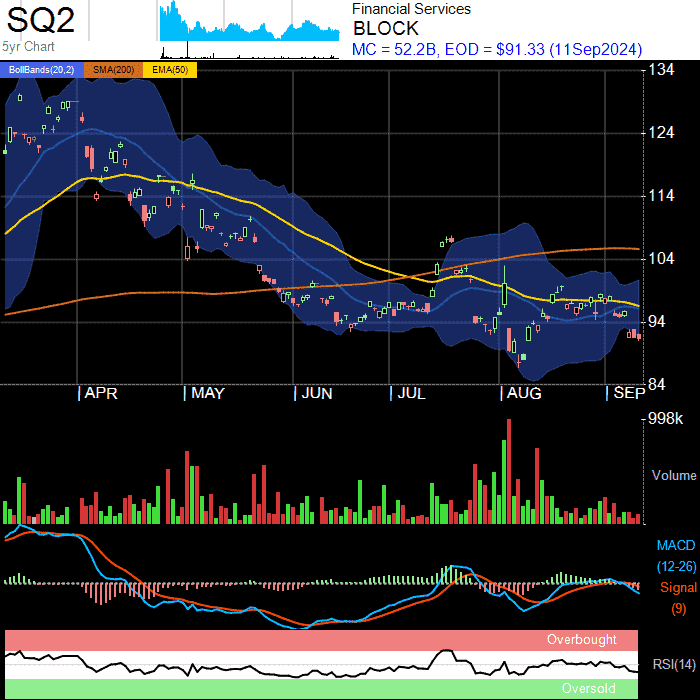 SQ2
5yr Chart
Financial Services
BLOCK
MC = 52.2B, EOD = $91.33 (11Sep2024)
BollBands(20,2) SMA(200) EMA(50)
134
124
114
104
94
84
APR MAY JUN JUL AUG SEP
998k
Volume
MACD
(12-26)
Signal
(9)
Overbought
RSI(14)
Oversold